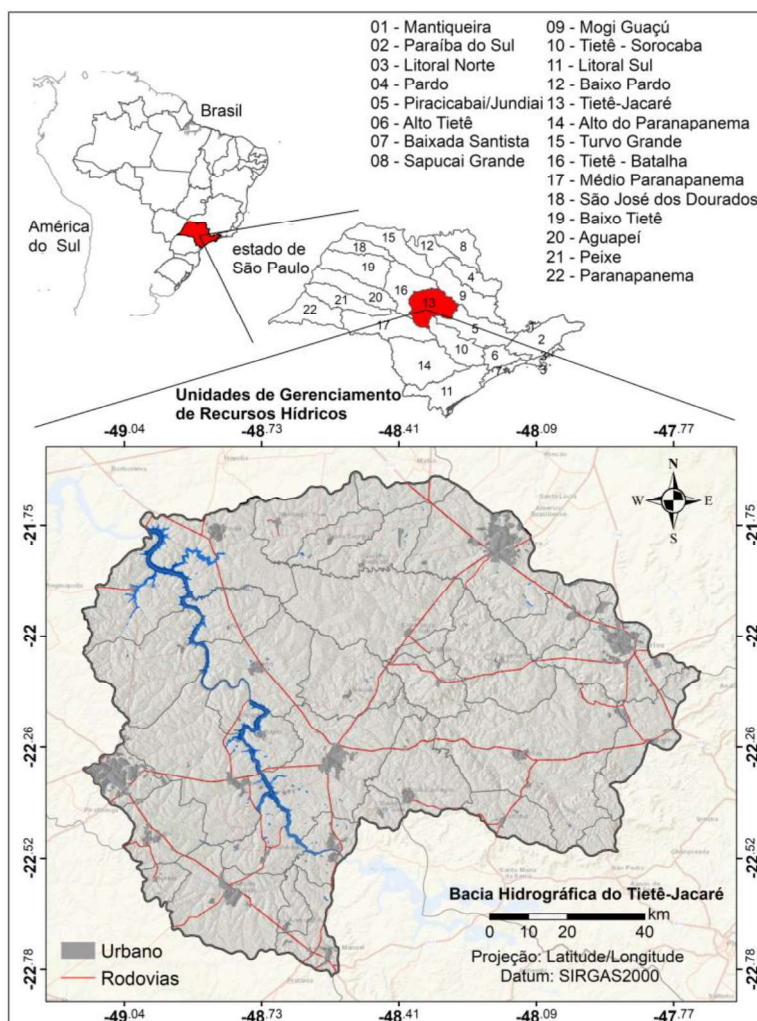 01 - Mantiqueira
02 - Paraíba do Sul
03 - Litoral Norte
04 - Pardo
05 - Piracicabai/Jundiai
06 - Alto Tietê
07 - Baixada Santista
08 - Sapucai Grande
09 - Mogi Guaçú
10 - Tietê - Sorocaba
11 - Litoral Sul
12 - Baixo Pardo
13 - Tietê-Jacaré
14 - Alto do Paranapanema
15 - Turvo Grande
16 - Tietê - Batalha
17 - Médio Paranapanema
18 - São José dos Dourados
19 - Baixo Tietê
20 - Aguapeí
21 - Peixe
22 - Paranapanema
Brasil
América
do Sul
estado de
São Paulo
15
12
8
18
19
4
16
9
22
21
20
13
17
5
1
2
10
6
3
14
7
3
11
Unidades de Gerenciamento
de Recursos Hídricos
-49.04
-48.73
-48.41
-48.09
-47.77
N
W
E
S
-21.75
-22
-22.26
-22.52
-22.78
-21.75
-22
-22.26
-22.52
-22.78
Bacia Hidrográfica do Tietê-Jacaré
0 10 20 40
km
Projeção: Latitude/Longitude
Datum: SIRGAS2000
Urbano
Rodovias
-49.04
-48.73
-48.41
-48.09
-47.77